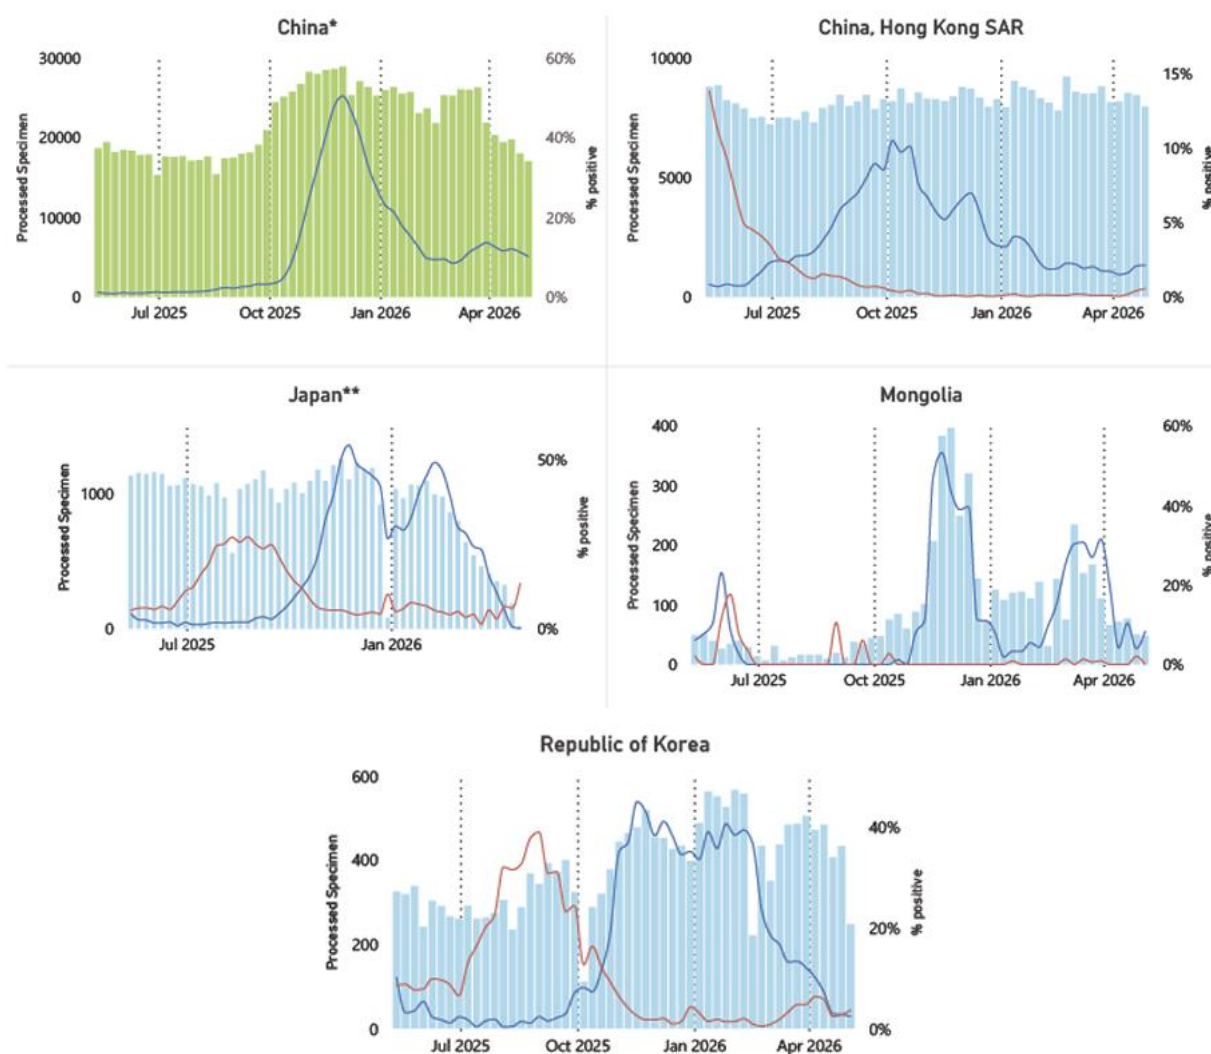 China*
30000
20000
10000
0
Processed Specimen
60%
40%
20%
0%
% positive
Jul 2025
Oct 2025
Jan 2026
Apr 2026
China, Hong Kong SAR
10000
5000
0
Processed Specimen
15%
10%
5%
0%
% positive
Jul 2025
Oct 2025
Jan 2026
Apr 2026
Japan**
1000
0
Processed Specimen
50%
0%
% positive
Jul 2025
Jan 2026
Mongolia
400
300
200
100
0
Processed Specimen
60%
40%
20%
0%
% positive
Jul 2025
Oct 2025
Jan 2026
Apr 2026
Republic of Korea
600
400
200
0
Processed Specimen
40%
20%
0%
% positive
Jul 2025
Oct 2025
Jan 2026
Apr 2026